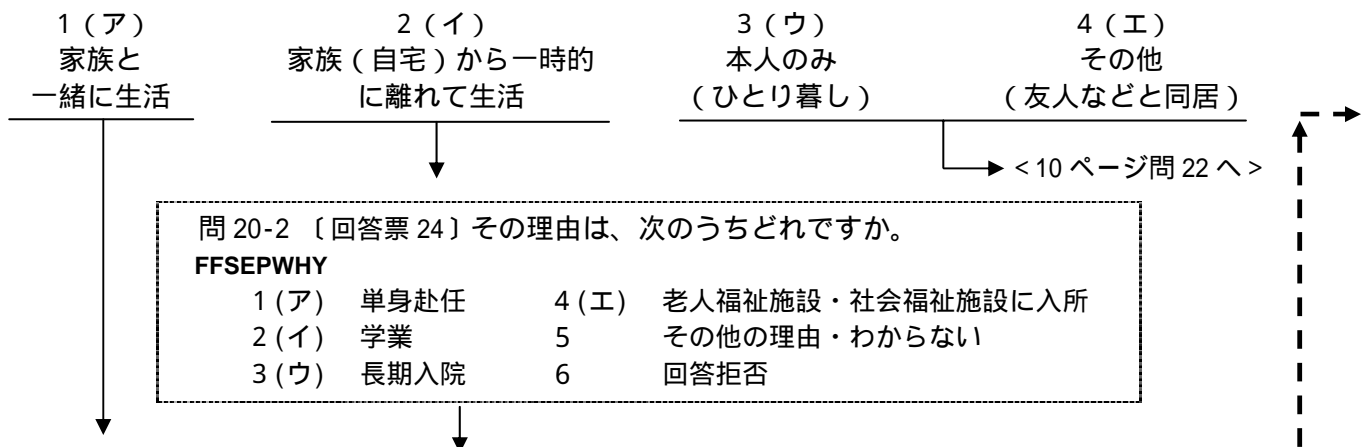 1（ア）
家族と
一緒に生活
2（イ）
家族（自宅）から一時的
に離れて生活
3（ウ）
本人のみ
（ひとり暮し）
4（エ）
その他
（友人などと同居）
＜10 ページ問 22 へ＞
問 20-2 〔回答票 24〕その理由は、次のうちどれですか。
FFSEPWHY
1 (ア) 単身赴任 4 (エ) 老人福祉施設・社会福祉施設に入所
2 (イ) 学業 5 その他の理由・わからない
3 (ウ) 長期入院 6 回答拒否